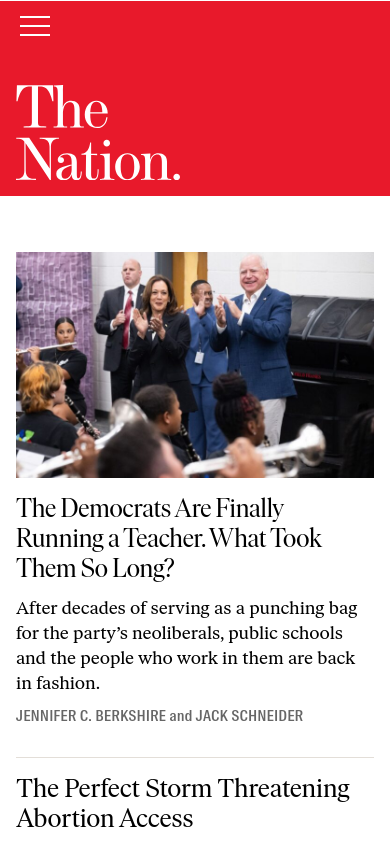 The
Nation.
The Democrats Are Finally
Running a Teacher. What Took
Them So Long?
After decades of serving as a punching bag
for the party’s neoliberals, public schools
and the people who work in them are back
in fashion.
JENNIFER C. BERKSHIRE and JACK SCHNEIDER
The Perfect Storm Threatening
Abortion Access